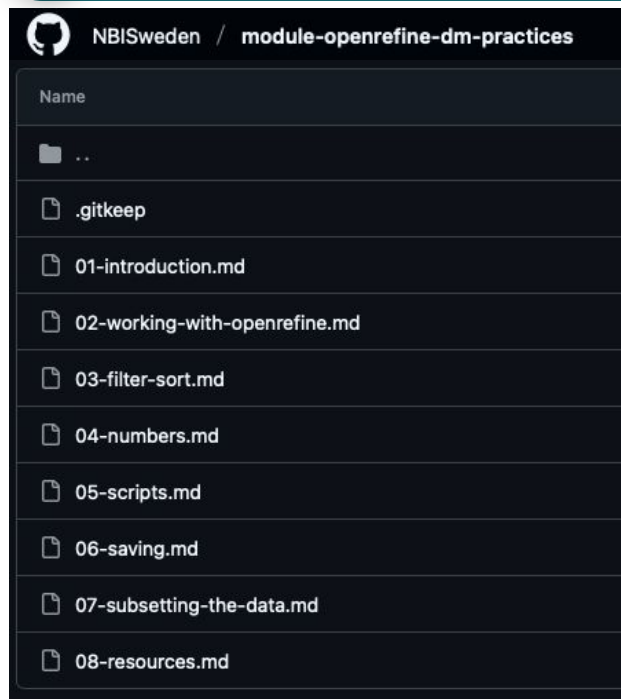 NBISweden / module-openrefine-dm-practices
Name
..
.gitkeep
01-introduction.md
02-working-with-openrefine.md
03-filter-sort.md
04-numbers.md
05-scripts.md
06-saving.md
07-subsetting-the-data.md
08-resources.md